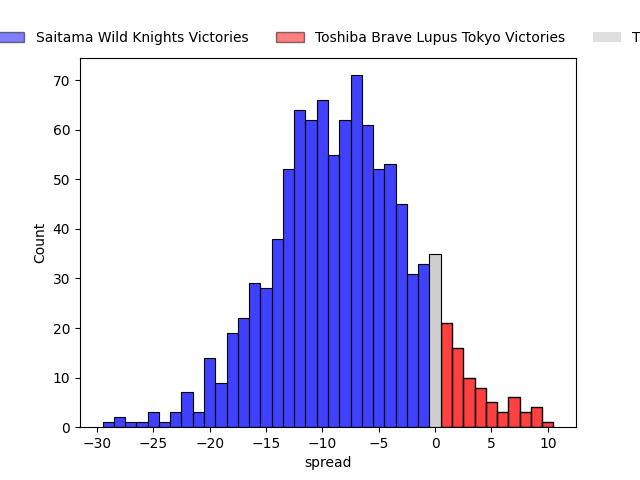 Saitama Wild Knights Victories Toshiba Brave Lupus Tokyo Victories T
70
60
50
40
30
20
10
0
Count
−30 −25 −20 −15 −10 −5 0 5 10
spread